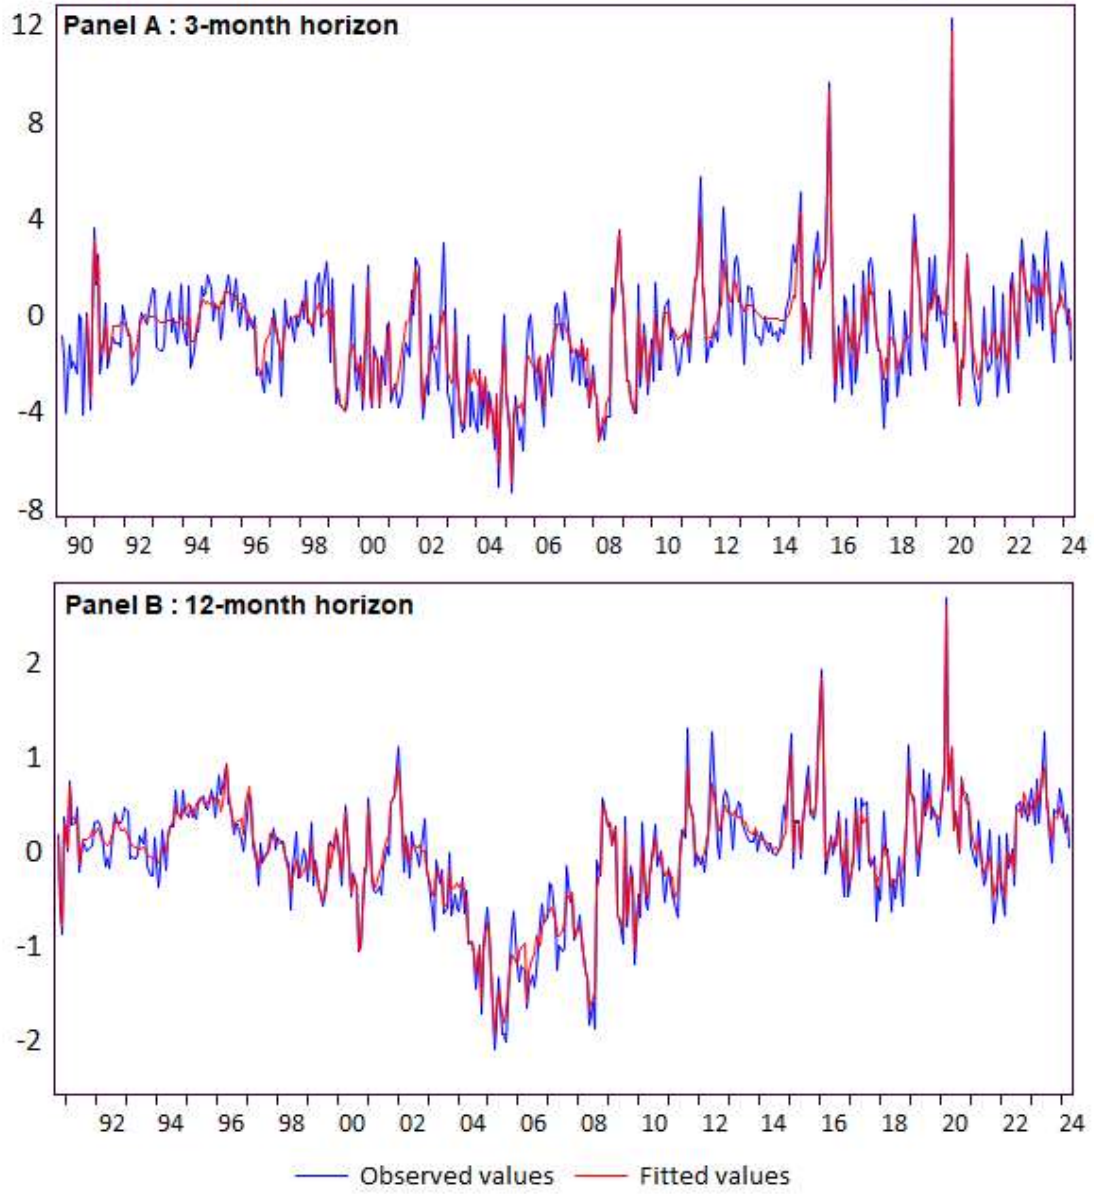 Panel A : 3-month horizon
12
8
4
0
-4
-8
90 92 94 96 98 00 02 04 06 08 10 12 14 16 18 20 22 24
Panel B : 12-month horizon
2
1
0
-1
-2
92 94 96 98 00 02 04 06 08 10 12 14 16 18 20 22 24
Observed values Fitted values